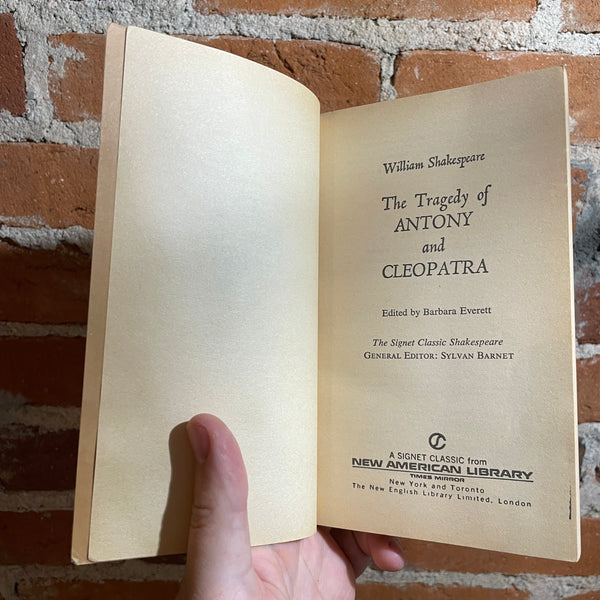 William Shakespeare
The Tragedy of
ANTONY
and
CLEOPATRA
Edited by Barbara Everett
The Signet Classic Shakespeare
GENERAL EDITOR: SYLVAN BARNET
A SIGNET CLASSIC from
NEW AMERICAN LIBRARY
TIMES MIRROR
New York and Toronto
The New English Library Limited, London